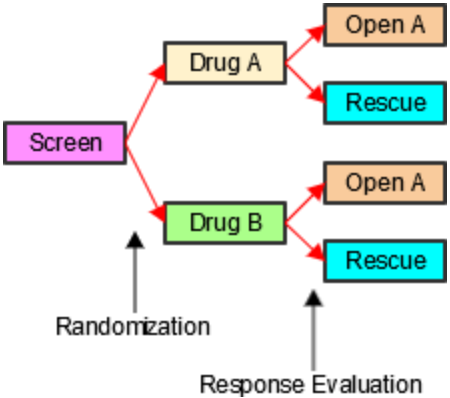 Open A
Drug A
Rescue
Screen
Open A
Drug B
Rescue
Randomization
Response Evaluation